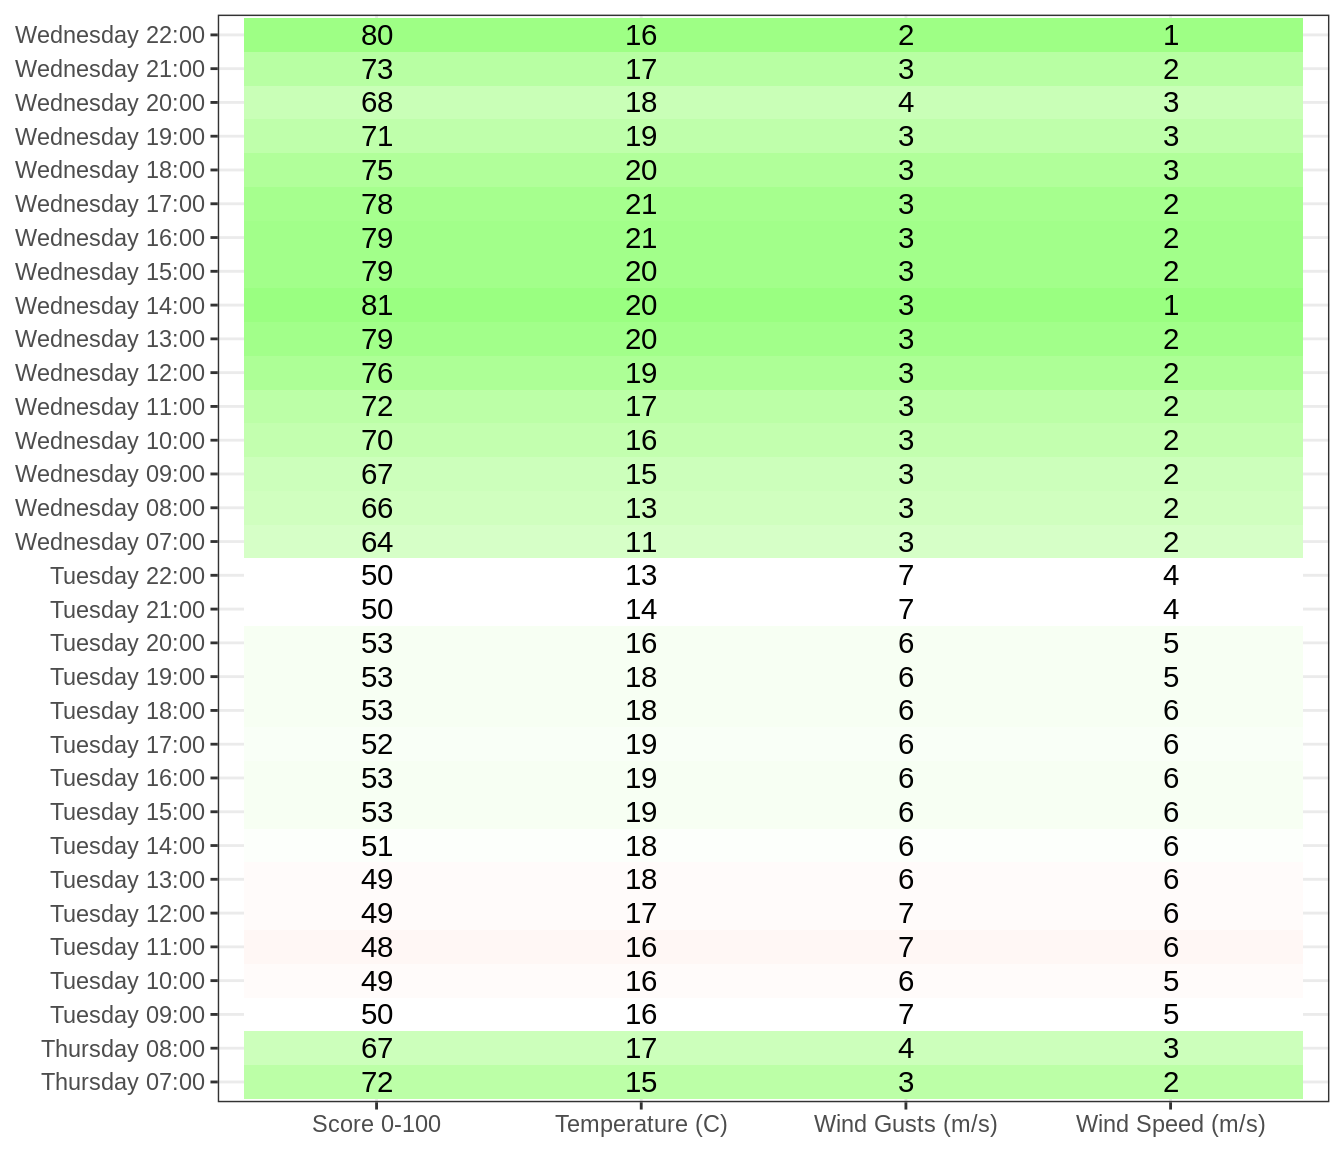 Wednesday 22:00 80 16 2 1
Wednesday 21:00 73 17 3 2
Wednesday 20:00 68 18 4 3
Wednesday 19:00 71 19 3 3
Wednesday 18:00 75 20 3 3
Wednesday 17:00 78 21 3 2
Wednesday 16:00 79 21 3 2
Wednesday 15:00 79 20 3 2
Wednesday 14:00 81 20 3 1
Wednesday 13:00 79 20 3 2
Wednesday 12:00 76 19 3 2
Wednesday 11:00 72 17 3 2
Wednesday 10:00 70 16 3 2
Wednesday 09:00 67 15 3 2
Wednesday 08:00 66 13 3 2
Wednesday 07:00 64 11 3 2
Tuesday 22:00 50 13 7 4
Tuesday 21:00 50 14 7 4
Tuesday 20:00 53 16 6 5
Tuesday 19:00 53 18 6 5
Tuesday 18:00 53 18 6 6
Tuesday 17:00 52 19 6 6
Tuesday 16:00 53 19 6 6
Tuesday 15:00 53 19 6 6
Tuesday 14:00 51 18 6 6
Tuesday 13:00 49 18 6 6
Tuesday 12:00 49 17 7 6
Tuesday 11:00 48 16 7 6
Tuesday 10:00 49 16 6 5
Tuesday 09:00 50 16 7 5
Thursday 08:00 67 17 4 3
Thursday 07:00 72 15 3 2
Score 0-100 Temperature (C) Wind Gusts (m/s) Wind Speed (m/s)